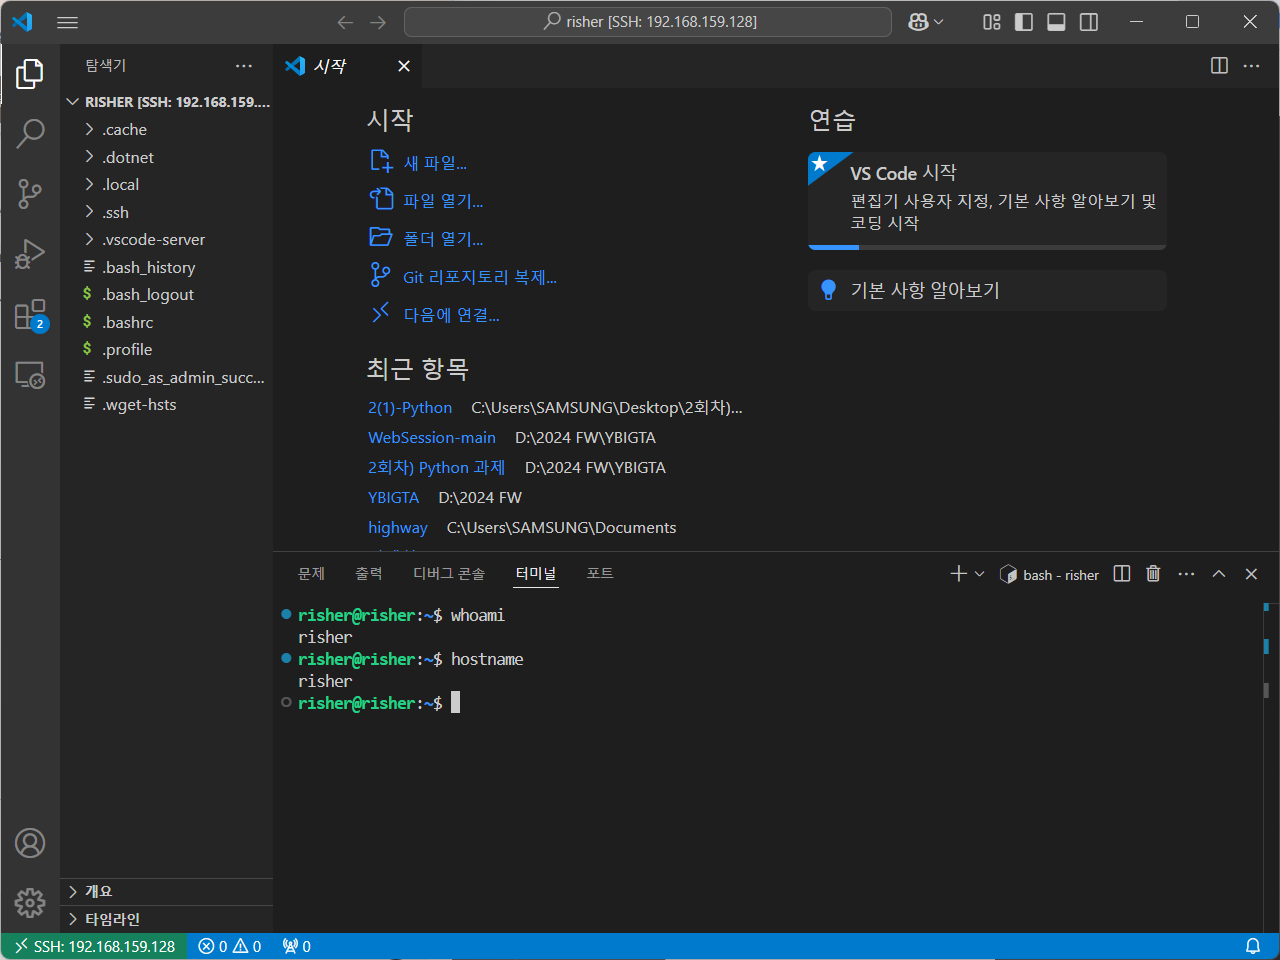 risher [SSH: 192.168.159.128]
탐색기
시작
RISHER [SSH: 192.168.159....
.cache
.dotnet
.local
.ssh
.vscode-server
.bash_history
.bash_logout
.bashrc
.profile
.sudo_as_admin_succ...
.wget-hsts
개요
타임라인
시작
새 파일...
파일 열기...
폴더 열기...
Git 리포지토리 복제...
다음에 연결...
최근 항목
2(1)-Python C:\Users\SAMSUNG\Desktop\2회차)...
WebSession-main D:\2024 FW\YBIGTA
2회차) Python 과제 D:\2024 FW\YBIGTA
YBIGTA D:\2024 FW
highway C:\Users\SAMSUNG\Documents
연습
VS Code 시작
편집기 사용자 지정, 기본 사항 알아보기 및
코딩 시작
기본 사항 알아보기
문제 출력 디버그 콘솔 터미널 포트
bash - risher
risher@risher:~$ whoami
risher
risher@risher:~$ hostname
risher
risher@risher:~$
2
SSH: 192.168.159.128 0 0 0